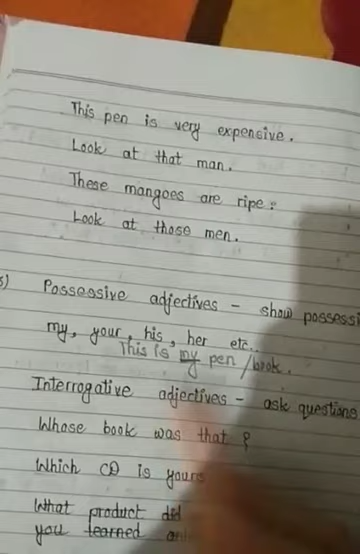 This pen is very expensive.
Look at that man.
These mangoes are ripe.
Look at those men.
Possessive adjectives - show
my, your, his, her etc..
This is my pen / book.
Interrogative adjectives - ask questions
Whose book was that ?
Which CD is yours
What product did
you learned